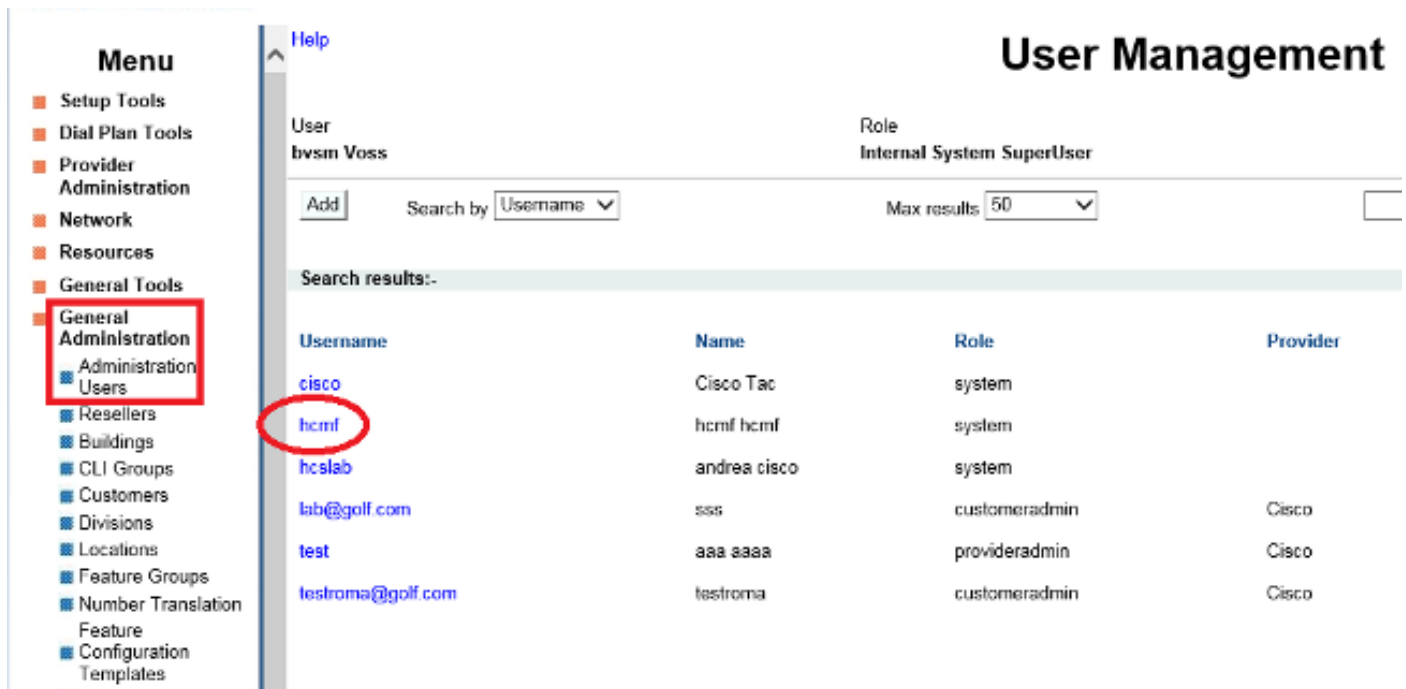 Menu
Setup Tools
Dial Plan Tools
Provider
Administration
Network
Resources
General Tools
General
Administration
Administration
Users
Resellers
Buildings
CLI Groups
Customers
Divisions
Locations
Feature Groups
Number Translation
Feature
Configuration
Templates
Help
User Management
User
Role
bvsm Voss
Internal System SuperUser
Add
Search by Username
Max results 50
Search results:-
Username Name Role Provider
cisco Cisco Tac system
hcmf hcmf hcmf system
hcslab andrea cisco system
lab@golf.com sss customeradmin Cisco
test aaa aaaa provideradmin Cisco
testroma@golf.com testroma customeradmin Cisco